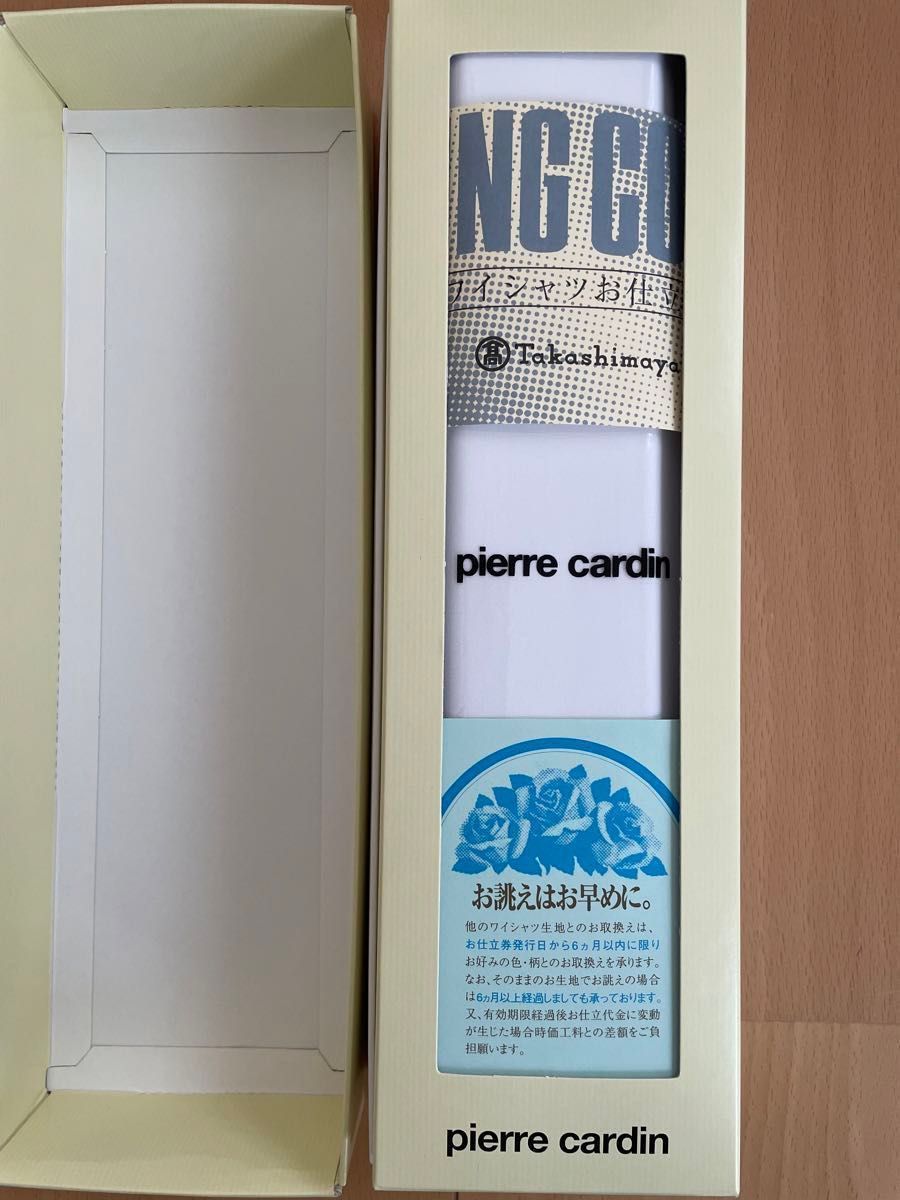 NG CU
ワイシャツお仕立
髙 Takashimaya
pierre cardin
お誂えはお早めに。
他のワイシャツ生地とのお取換えは、
お仕立券発行日から6ヵ月以内に限り
お好みの色・柄とのお取換えを承ります。
なお、そのままのお生地でお誂えの場合
は6ヵ月以上経過しましても承っております。
又、有効期限経過後お仕立代金に変動
が生じた場合時価工料との差額をご負
担願います。
pierre cardin